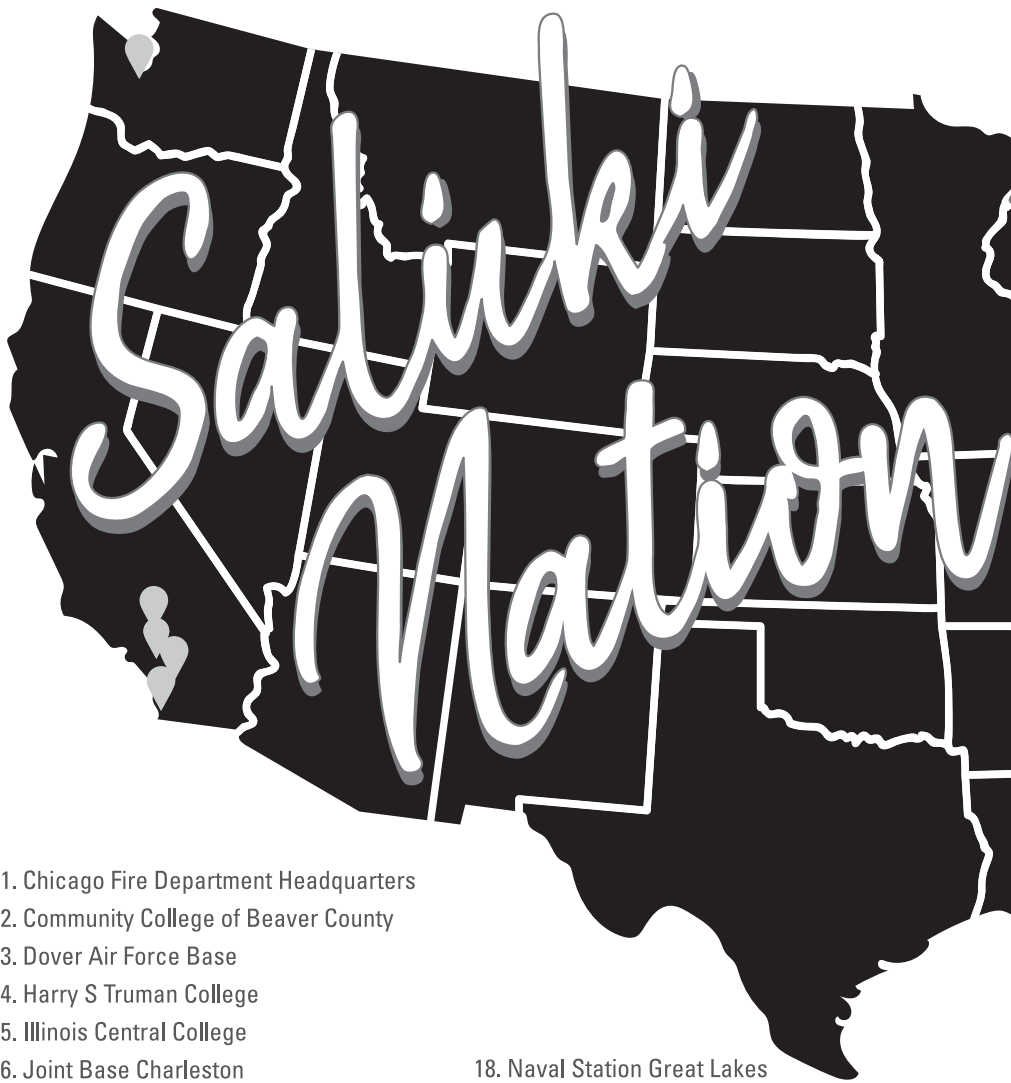 Saluki
Nation
1. Chicago Fire Department Headquarters
2. Community College of Beaver County
3. Dover Air Force Base
4. Harry S Truman College
5. Illinois Central College
6. Joint Base Charleston
18. Naval Station Great Lakes